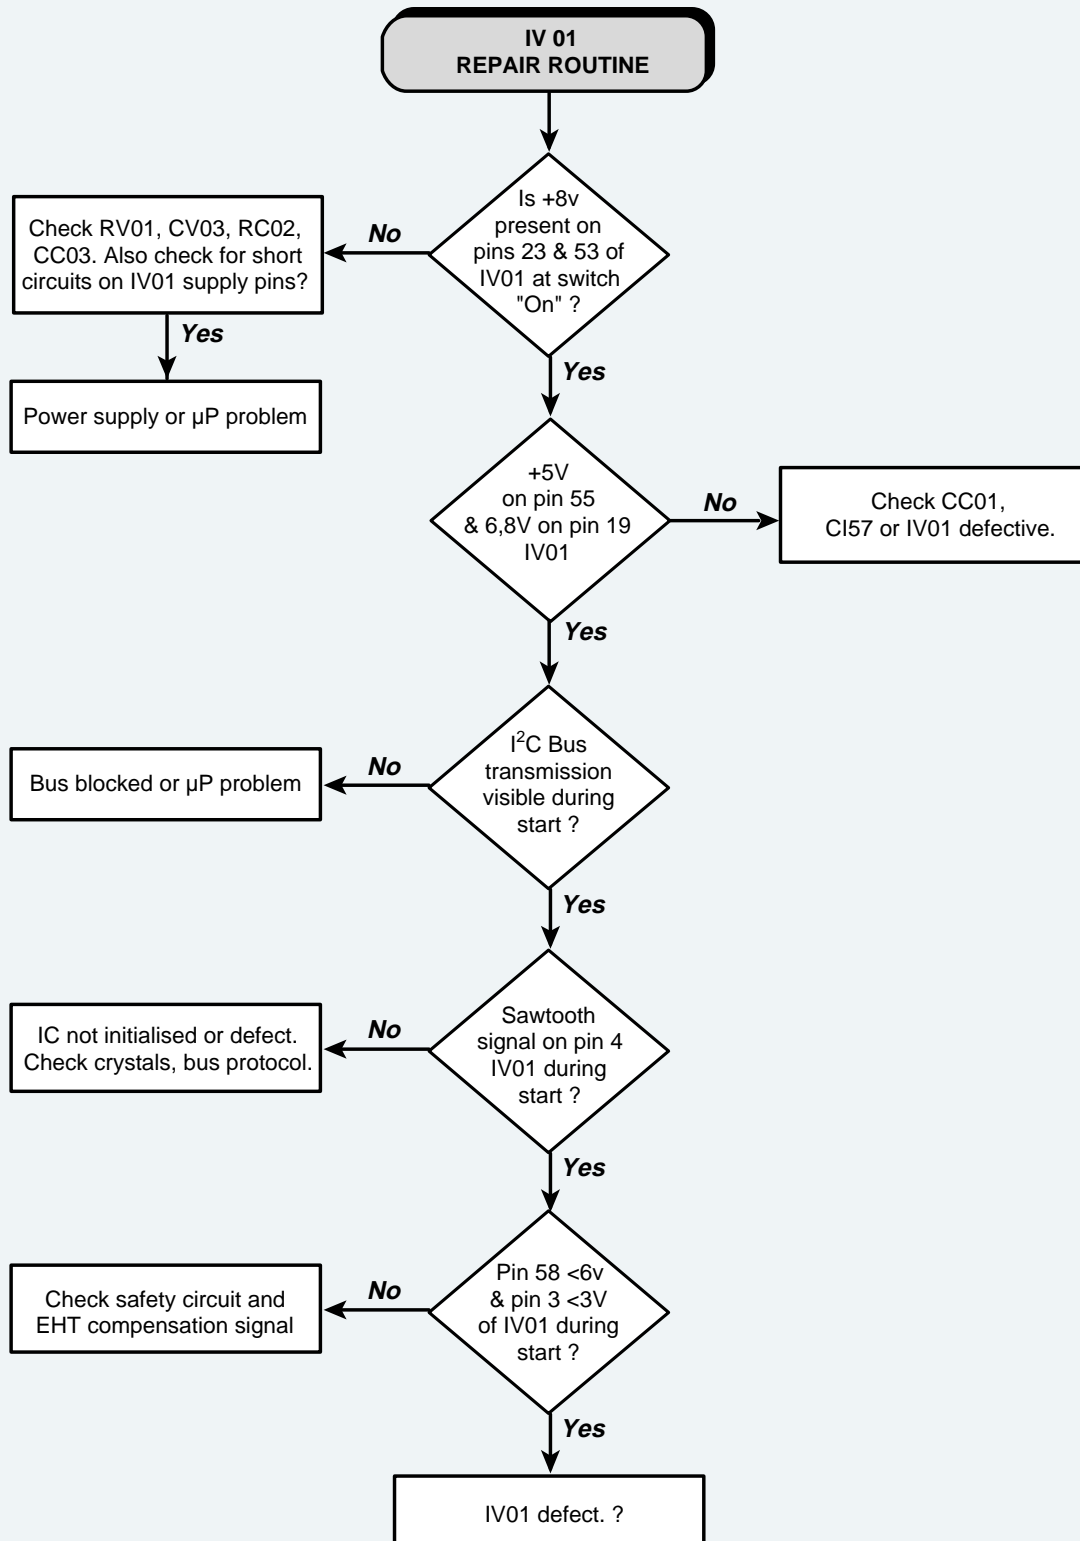 IV 01
REPAIR ROUTINE
Is +8v
present on
pins 23 & 53 of
IV01 at switch
"On" ?
No
Check RV01, CV03, RC02,
CC03. Also check for short
circuits on IV01 supply pins?
Yes
Power supply or µP problem
Yes
+5V
on pin 55
& 6,8V on pin 19
IV01
No
Check CC01,
CI57 or IV01 defective.
Yes
I²C Bus
transmission
visible during
start ?
No
Bus blocked or µP problem
Yes
Sawtooth
signal on pin 4
IV01 during
start ?
No
IC not initialised or defect.
Check crystals, bus protocol.
Yes
Pin 58 <6v
& pin 3 <3V
of IV01 during
start ?
No
Check safety circuit and
EHT compensation signal
Yes
IV01 defect. ?